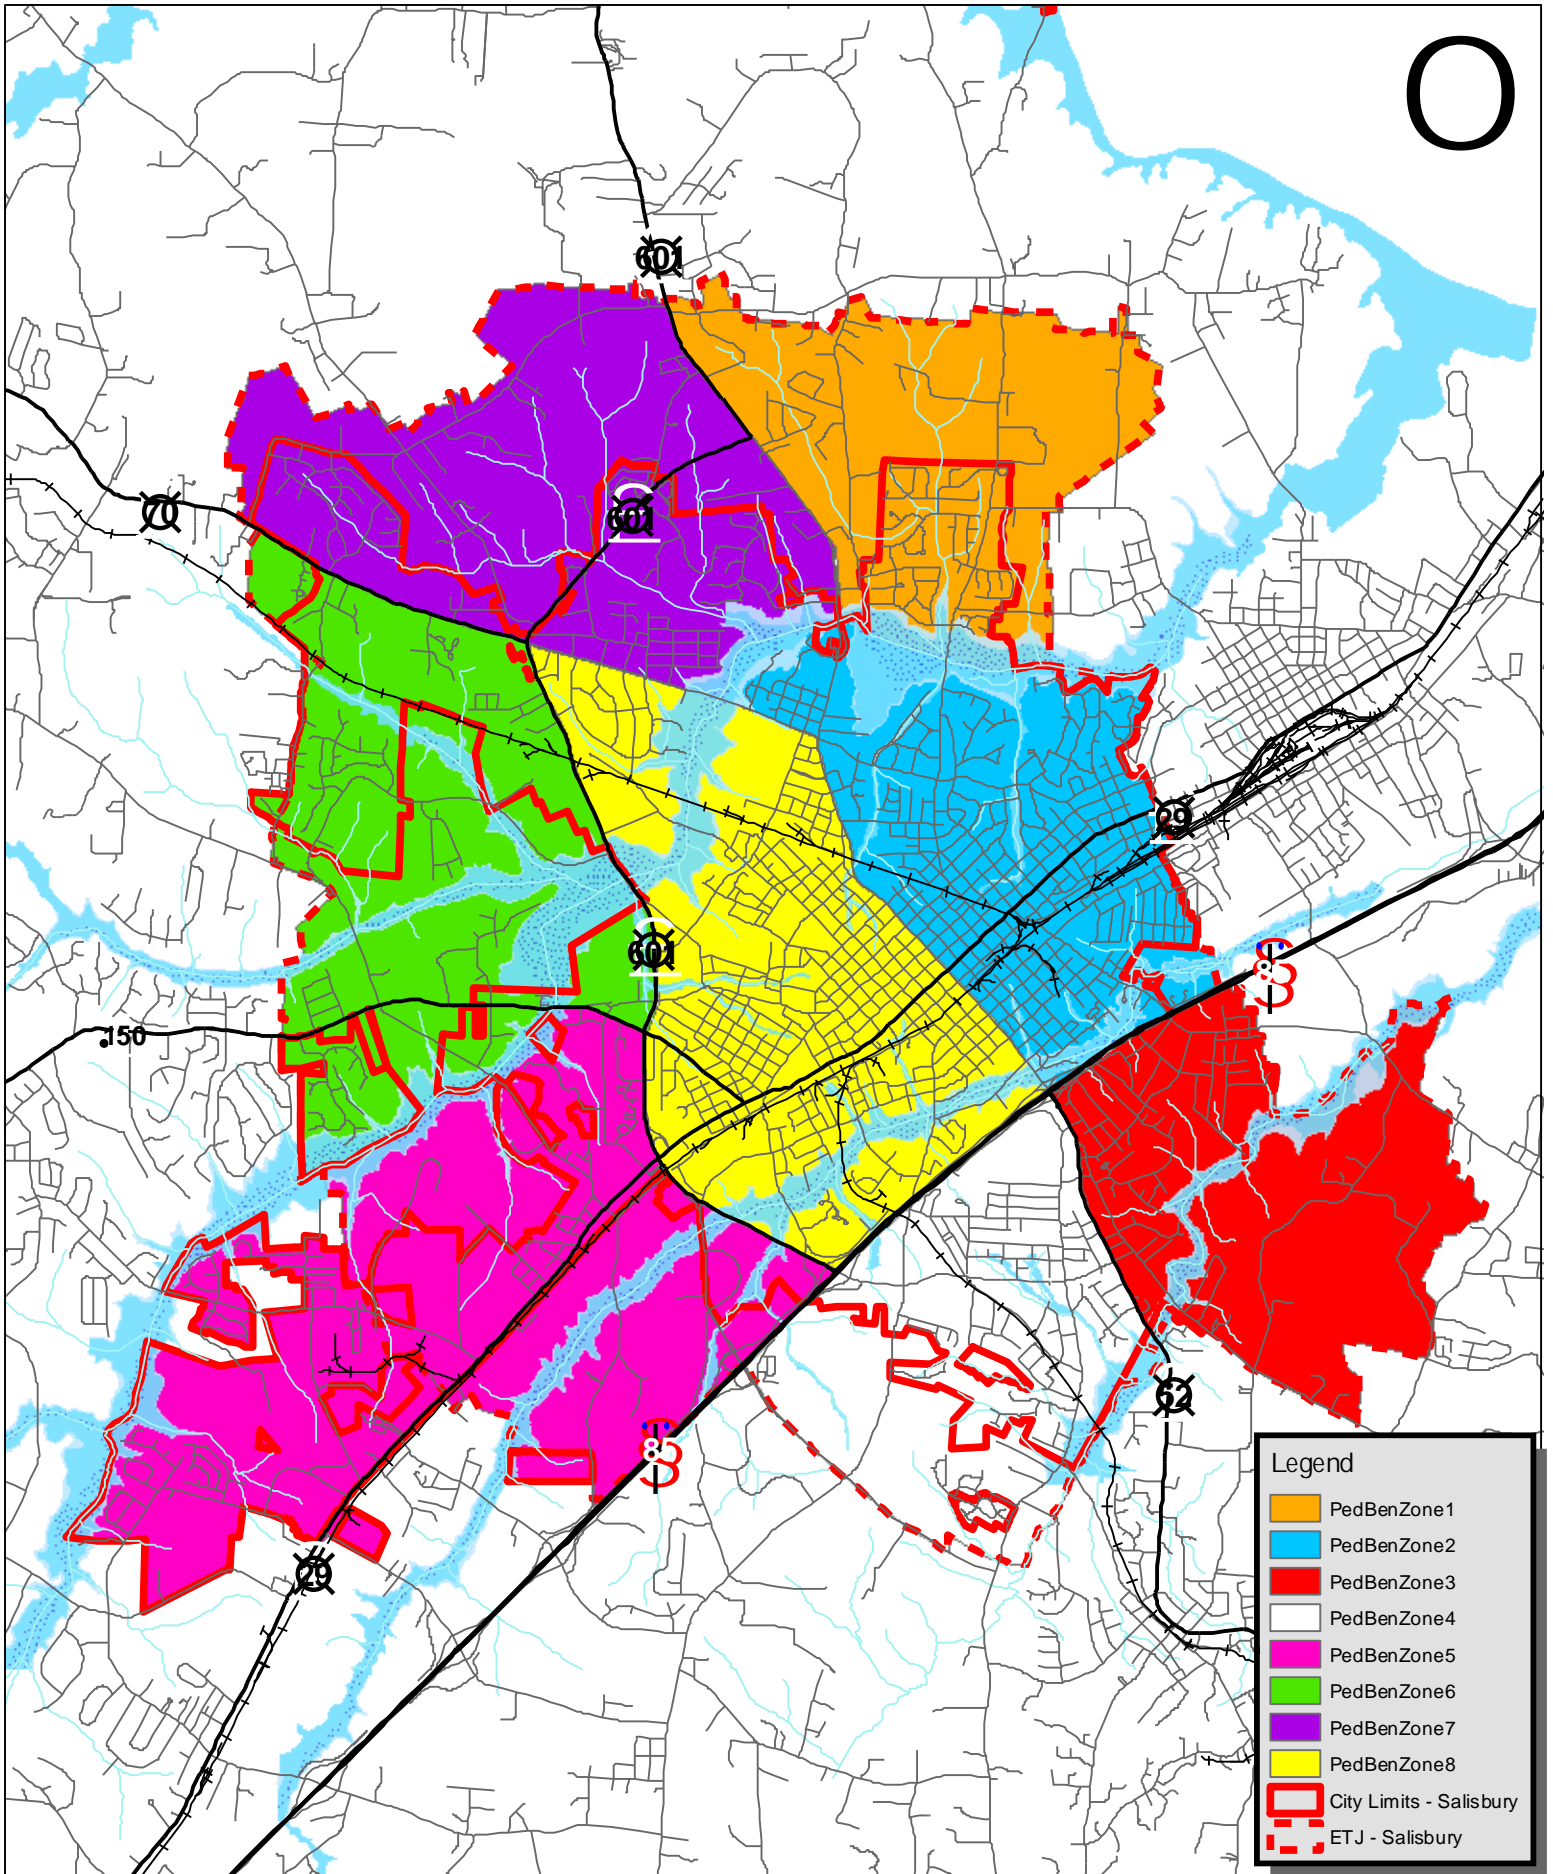 O
601
70
601
29
601
85
150
52
85
29
Legend
PedBenZone1
PedBenZone2
PedBenZone3
PedBenZone4
PedBenZone5
PedBenZone6
PedBenZone7
PedBenZone8
City Limits - Salisbury
ETJ - Salisbury